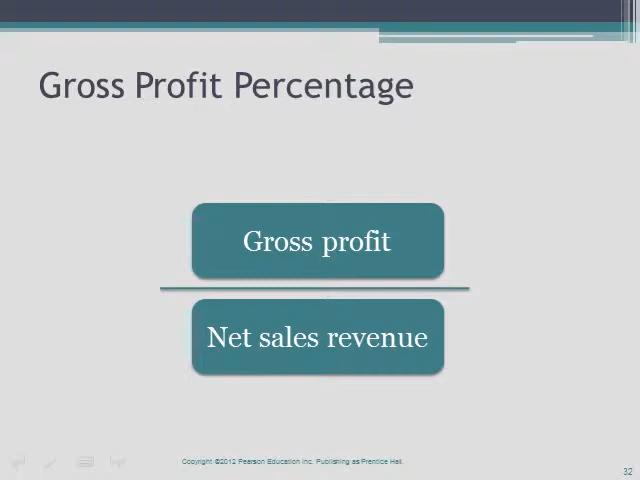 Gross Profit Percentage
Gross profit
Net sales revenue
Copyright ©2012 Pearson Education Inc. Publishing as Prentice Hall.
32